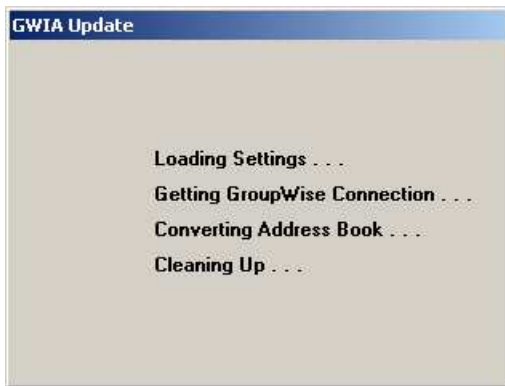 GWIA Update
Loading Settings . . .
Getting GroupWise Connection . . .
Converting Address Book . . .
Cleaning Up . . .